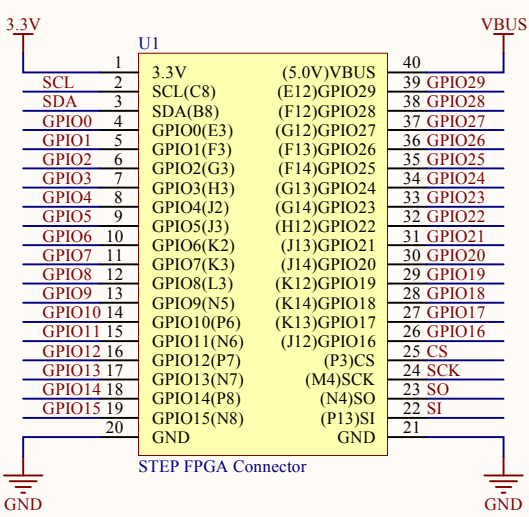 3.3V VBUS
U1
1 3.3V (5.0V)VBUS 40
SCL 2 SCL(C8) (E12)GPIO29 39 GPIO29
SDA 3 SDA(B8) (F12)GPIO28 38 GPIO28
GPIO0 4 GPIO0(E3) (G12)GPIO27 37 GPIO27
GPIO1 5 GPIO1(F3) (F13)GPIO26 36 GPIO26
GPIO2 6 GPIO2(G3) (F14)GPIO25 35 GPIO25
GPIO3 7 GPIO3(H3) (G13)GPIO24 34 GPIO24
GPIO4 8 GPIO4(J2) (G14)GPIO23 33 GPIO23
GPIO5 9 GPIO5(J3) (H12)GPIO22 32 GPIO22
GPIO6 10 GPIO6(K2) (J13)GPIO21 31 GPIO21
GPIO7 11 GPIO7(K3) (J14)GPIO20 30 GPIO20
GPIO8 12 GPIO8(L3) (K12)GPIO19 29 GPIO19
GPIO9 13 GPIO9(N5) (K14)GPIO18 28 GPIO18
GPIO10 14 GPIO10(P6) (K13)GPIO17 27 GPIO17
GPIO11 15 GPIO11(N6) (J12)GPIO16 26 GPIO16
GPIO12 16 GPIO12(P7) (P3)CS 25 CS
GPIO13 17 GPIO13(N7) (M4)SCK 24 SCK
GPIO14 18 GPIO14(P8) (N4)SO 23 SO
GPIO15 19 GPIO15(N8) (P13)SI 22 SI
20 GND GND 21
STEP FPGA Connector
GND GND